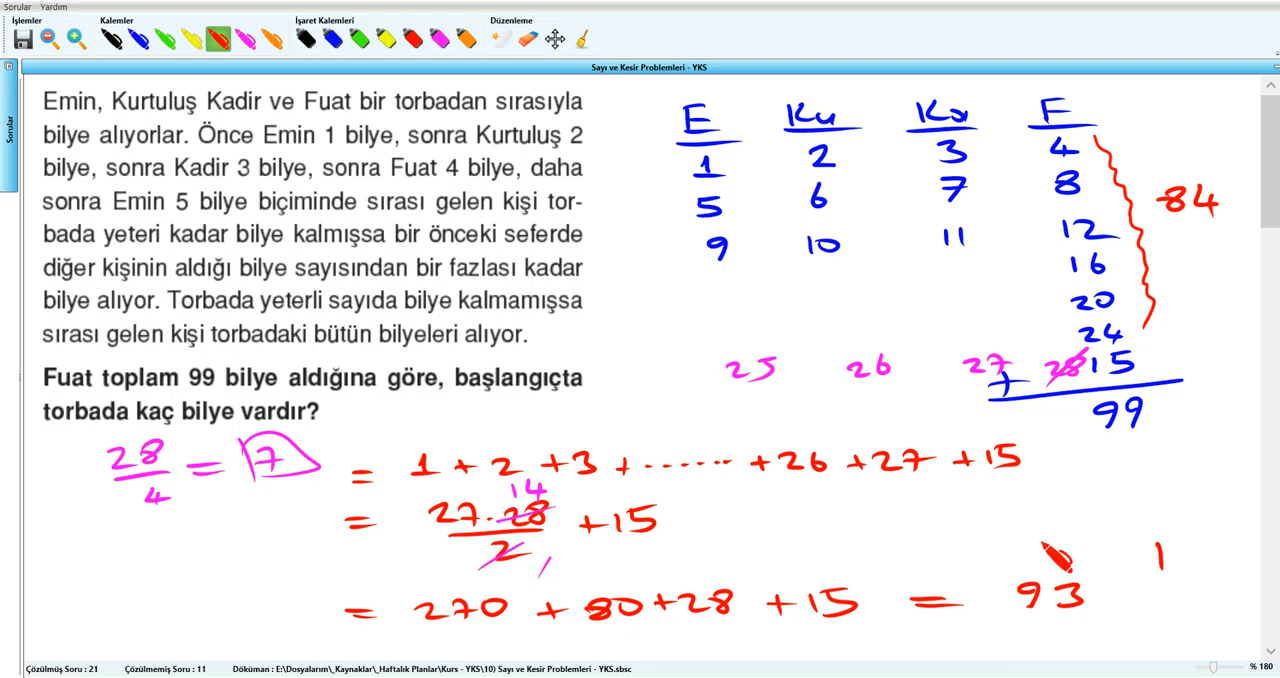 Sorular Yardım
İşlemler Kalemler İşaret Kalemleri Düzenleme
Sayı ve Kesir Problemleri - YKS
Sorular
Emin, Kurtuluş Kadir ve Fuat bir torbadan sırasıyla
bilye alıyorlar. Önce Emin 1 bilye, sonra Kurtuluş 2
bilye, sonra Kadir 3 bilye, sonra Fuat 4 bilye, daha
sonra Emin 5 bilye biçiminde sırası gelen kişi tor-
bada yeteri kadar bilye kalmışsa bir önceki seferde
diğer kişinin aldığı bilye sayısından bir fazlası kadar
bilye alıyor. Torbada yeterli sayıda bilye kalmamışsa
sırası gelen kişi torbadaki bütün bilyeleri alıyor.
Fuat toplam 99 bilye aldığına göre, başlangıçta
torbada kaç bilye vardır?
E Ku Ka F
1 2 3 4
5 6 7 8
9 10 11 12
16
20
24
84
25 26 27 28 15
+
99
28/4 = 7
= 1 + 2 + 3 + ...... + 26 + 27 + 15
14
= 27.28/2 + 15
1
= 270 + 80 + 28 + 15 = 93
1
Çözülmüş Soru : 21 Çözülmemiş Soru : 11 Döküman : E:\Dosyalarım\_Kaynaklar\_Haftalık Planlar\Kurs - YKS\10) Sayı ve Kesir Problemleri - YKS.sbsc % 180